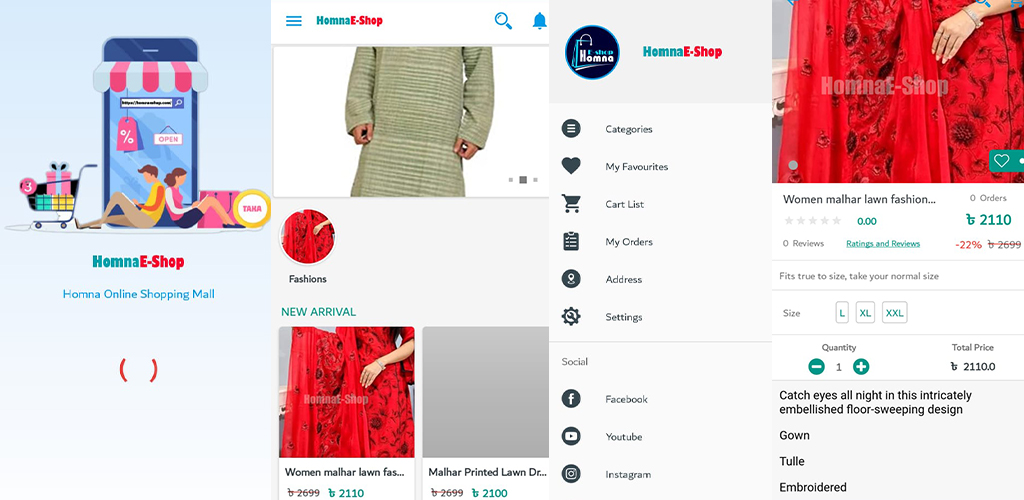 https://homnaeshop.com/
%
OPEN
3
TAKA
HomnaE-Shop
Homna Online Shopping Mall
HomnaE-Shop
Fashions
NEW ARRIVAL
HomnaE-Shop
Women malhar lawn fas...
৳ 2699 ৳ 2110
Malhar Printed Lawn Dr...
৳ 2699 ৳ 2100
E-shop
Homna
HomnaE-Shop
Categories
My Favourites
Cart List
My Orders
Address
Settings
Social
Facebook
Youtube
Instagram
HomnaE-Shop
Women malhar lawn fashion...
0 Orders
0.00
৳ 2110
0 Reviews
Ratings and Reviews
-22% ৳ 2699
Fits true to size, take your normal size
Size L XL XXL
Quantity
Total Price
1
৳ 2110.0
Catch eyes all night in this intricately
embellished floor-sweeping design
Gown
Tulle
Embroidered